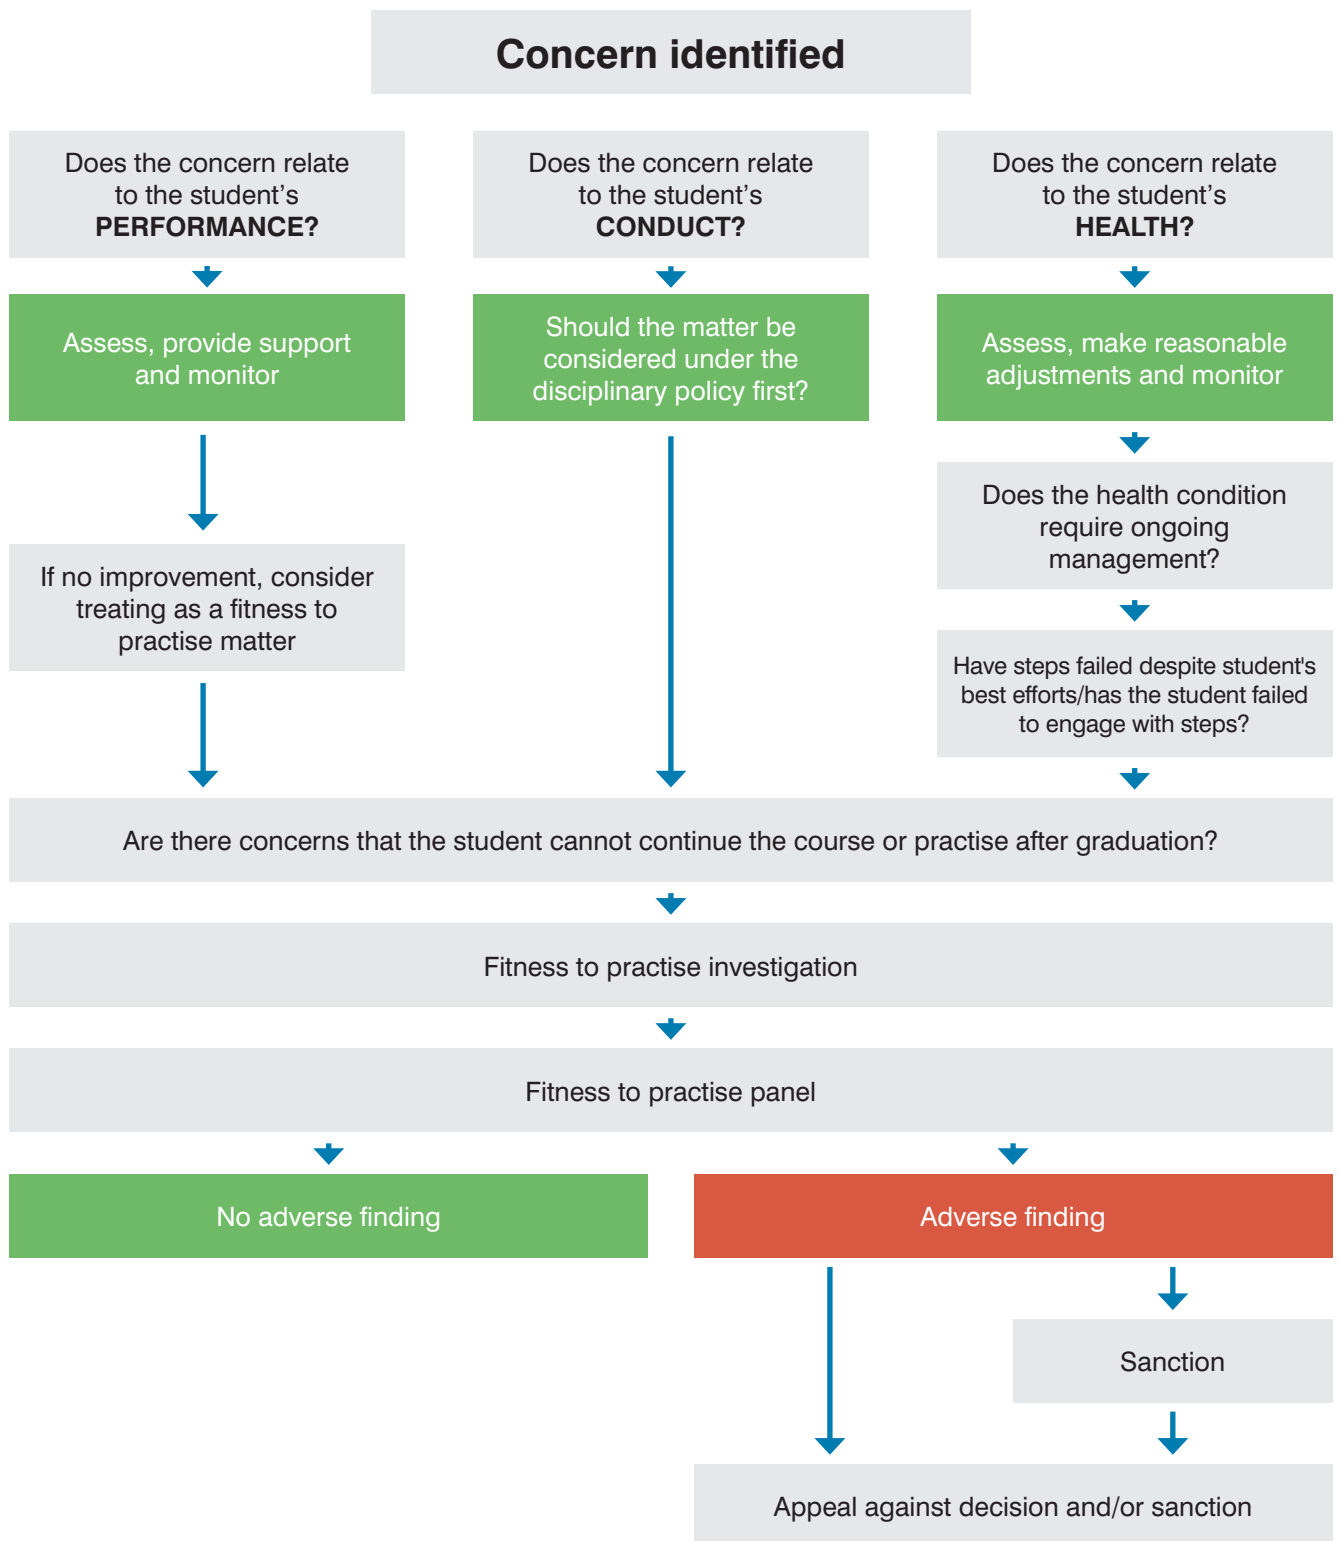 Concern identified
Does the concern relate
to the student’s
PERFORMANCE?
Does the concern relate
to the student’s
CONDUCT?
Does the concern relate
to the student’s
HEALTH?
Assess, provide support
and monitor
Should the matter be
considered under the
disciplinary policy first?
Assess, make reasonable
adjustments and monitor
Does the health condition
require ongoing
management?
If no improvement, consider
treating as a fitness to
practise matter
Have steps failed despite student's
best efforts/has the student failed
to engage with steps?
Are there concerns that the student cannot continue the course or practise after graduation?
Fitness to practise investigation
Fitness to practise panel
No adverse finding
Adverse finding
Sanction
Appeal against decision and/or sanction